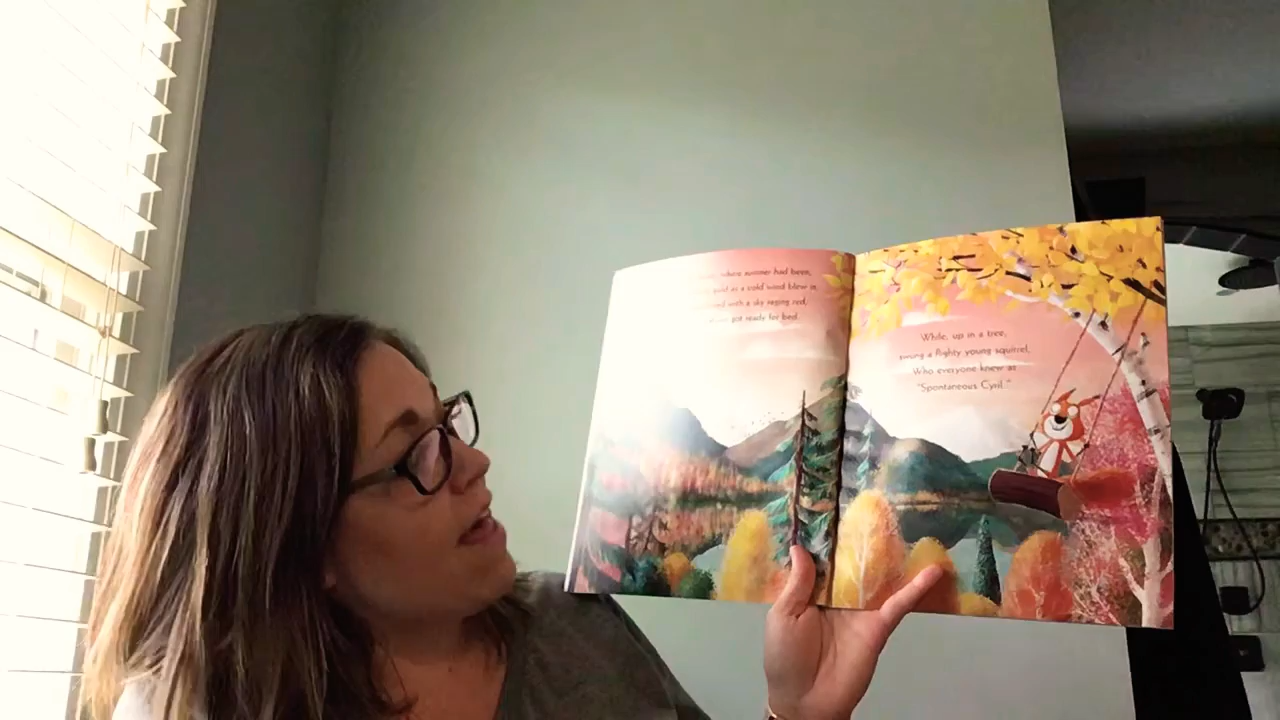 where summer had been,
gold as a cold wind blew in
and with a sky raging red,
got ready for bed.
While, up in a tree,
swung a flighty young squirrel,
Who everyone knew as
"Spontaneous Cyril."